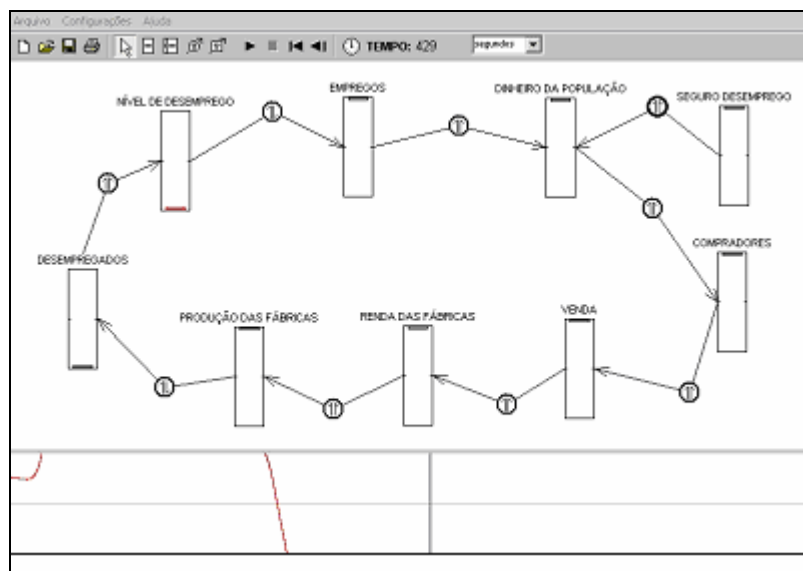 Arquivo Configurações Ajuda
TEMPO: 429 segundos
EMPREGOS
DINHEIRO DA POPULAÇÃO
SEGURO DESEMPREGO
NÍVEL DE DESEMPREGO
COMPRADORES
DESEMPREGADOS
PRODUÇÃO DAS FÁBRICAS
RENDA DAS FÁBRICAS
VENDA